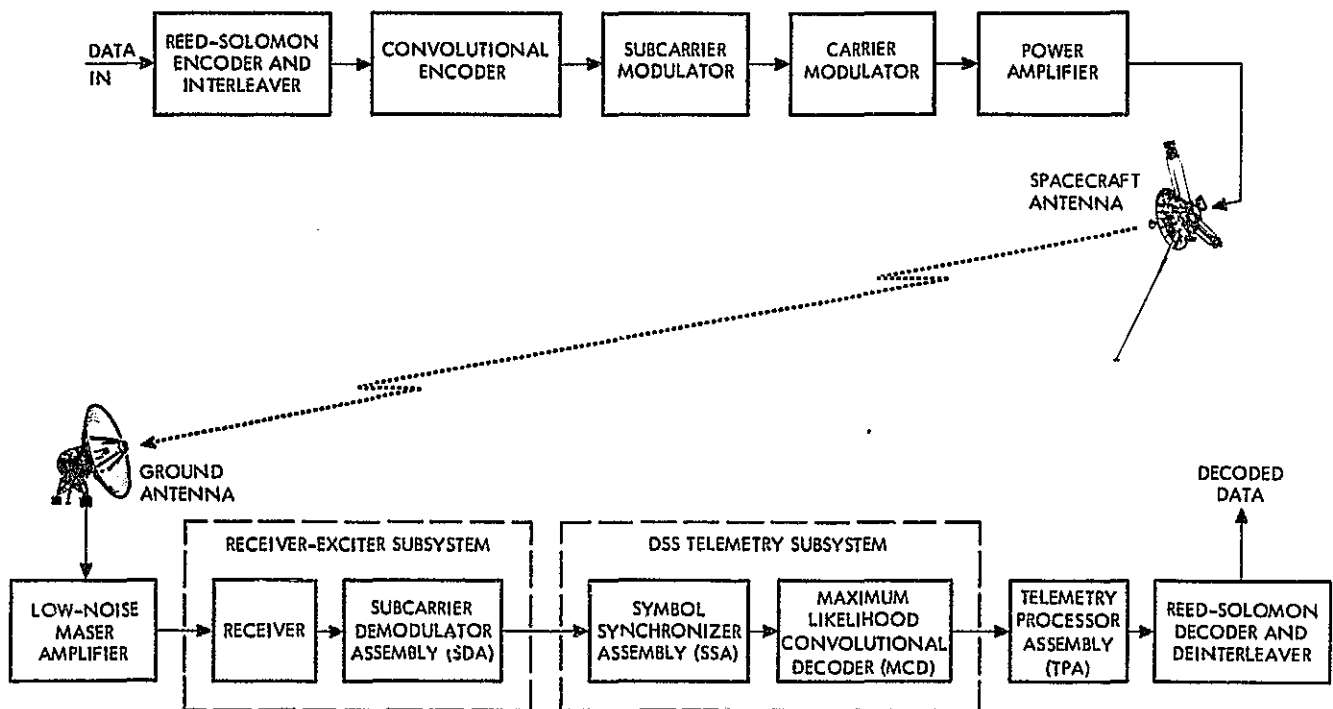 DATA
IN
REED-SOLOMON
ENCODER AND
INTERLEAVER
CONVOLUTIONAL
ENCODER
SUBCARRIER
MODULATOR
CARRIER
MODULATOR
POWER
AMPLIFIER
SPACECRAFT
ANTENNA
GROUND
ANTENNA
DECODED
DATA
RECEIVER-EXCITER SUBSYSTEM
DSS TELEMETRY SUBSYSTEM
LOW-NOISE
MASER
AMPLIFIER
RECEIVER
SUBCARRIER
DEMODULATOR
ASSEMBLY (SDA)
SYMBOL
SYNCHRONIZER
ASSEMBLY (SSA)
MAXIMUM
LIKELIHOOD
CONVOLUTIONAL
DECODER (MCD)
TELEMETRY
PROCESSOR
ASSEMBLY
(TPA)
REED-SOLOMON
DECODER AND
DEINTERLEAVER